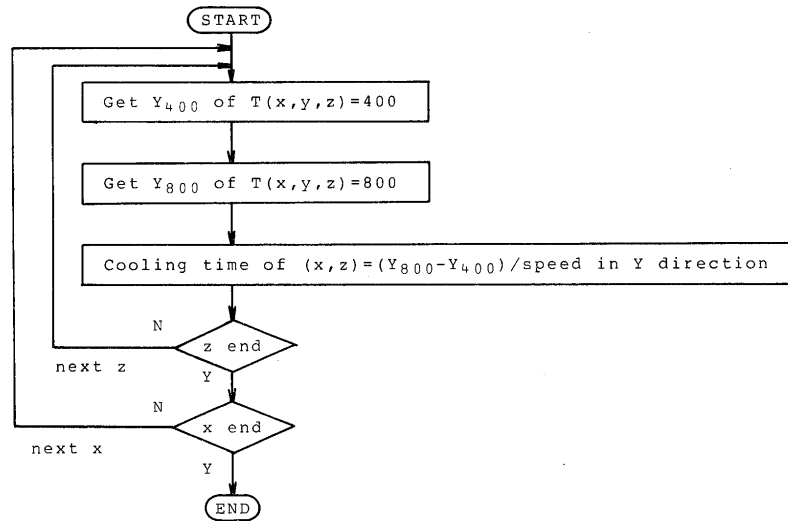 START
Get Y400 of T(x,y,z)=400
Get Y800 of T(x,y,z)=800
Cooling time of (x,z)=(Y800-Y400)/speed in Y direction
N
z end
next z
Y
N
x end
next x
Y
END